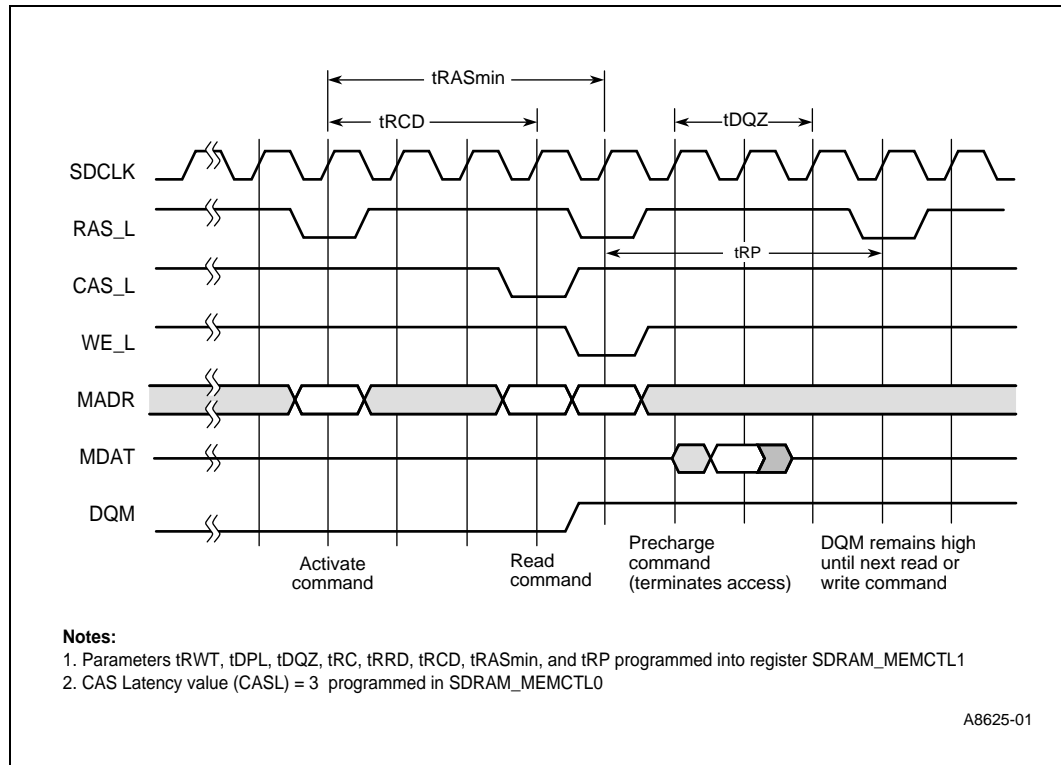 tRASmin
tRCD
tDQZ
SDCLK
RAS_L
tRP
CAS_L
WE_L
MADR
MDAT
DQM
Activate
command
Read
command
Precharge
command
(terminates access)
DQM remains high
until next read or
write command
Notes:
1. Parameters tRWT, tDPL, tDQZ, tRC, tRRD, tRCD, tRASmin, and tRP programmed into register SDRAM_MEMCTL1
2. CAS Latency value (CASL) = 3 programmed in SDRAM_MEMCTL0
A8625-01